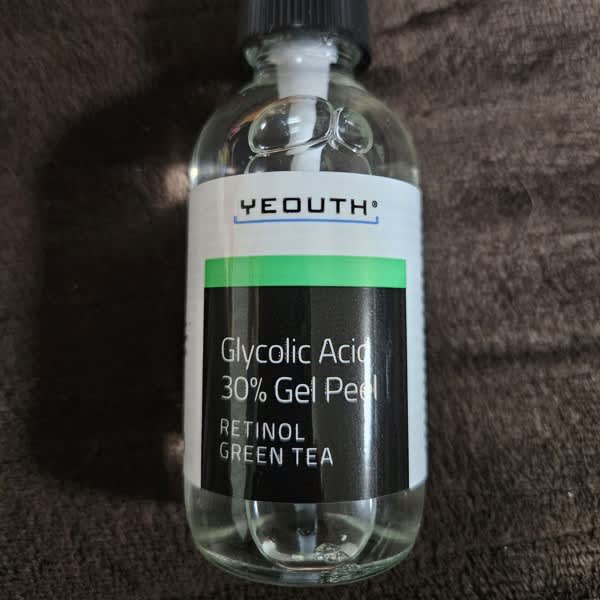 YEOUTH®
Glycolic Acid
30% Gel Peel
RETINOL
GREEN TEA